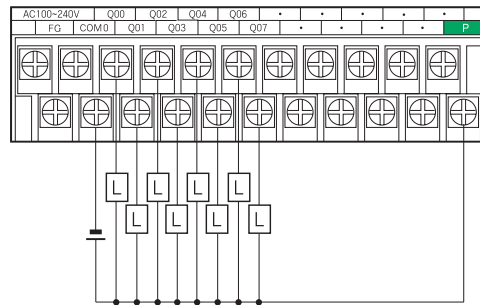 AC100~240V Q00 Q02 Q04 Q06 • • • • •
FG COM0 Q01 Q03 Q05 Q07 • • • • P
L L L L
L L L L